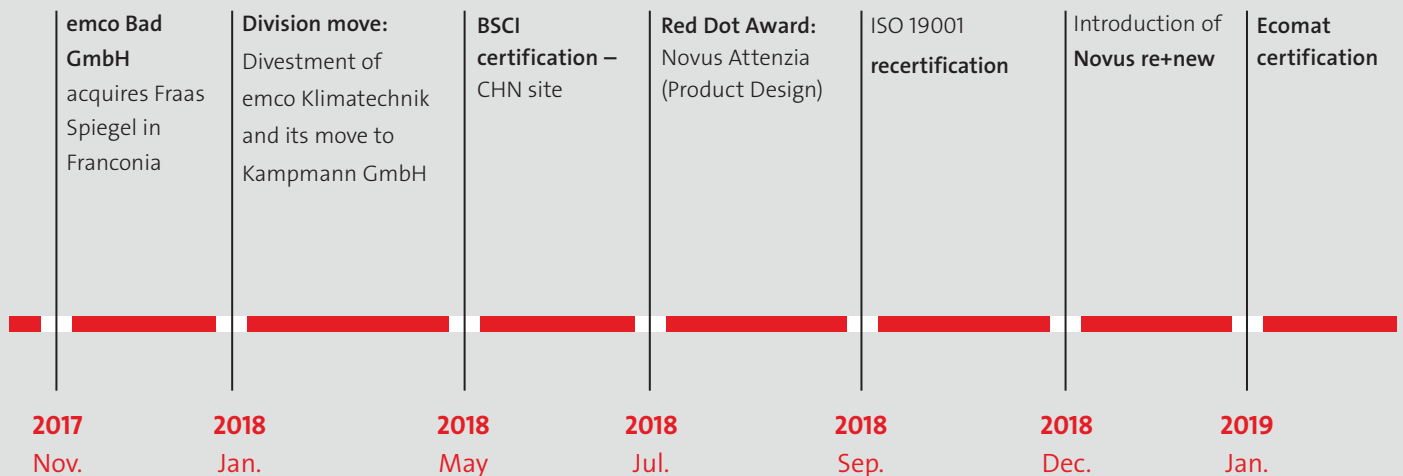 emco Bad
GmbH
acquires Fraas
Spiegel in
Franconia
Division move:
Divestment of
emco Klimatechnik
and its move to
Kampmann GmbH
BSCI
certification –
CHN site
Red Dot Award:
Novus Attenzia
(Product Design)
ISO 19001
recertification
Introduction of
Novus re+new
Ecomat
certification
2017
Nov.
2018
Jan.
2018
May
2018
Jul.
2018
Sep.
2018
Dec.
2019
Jan.